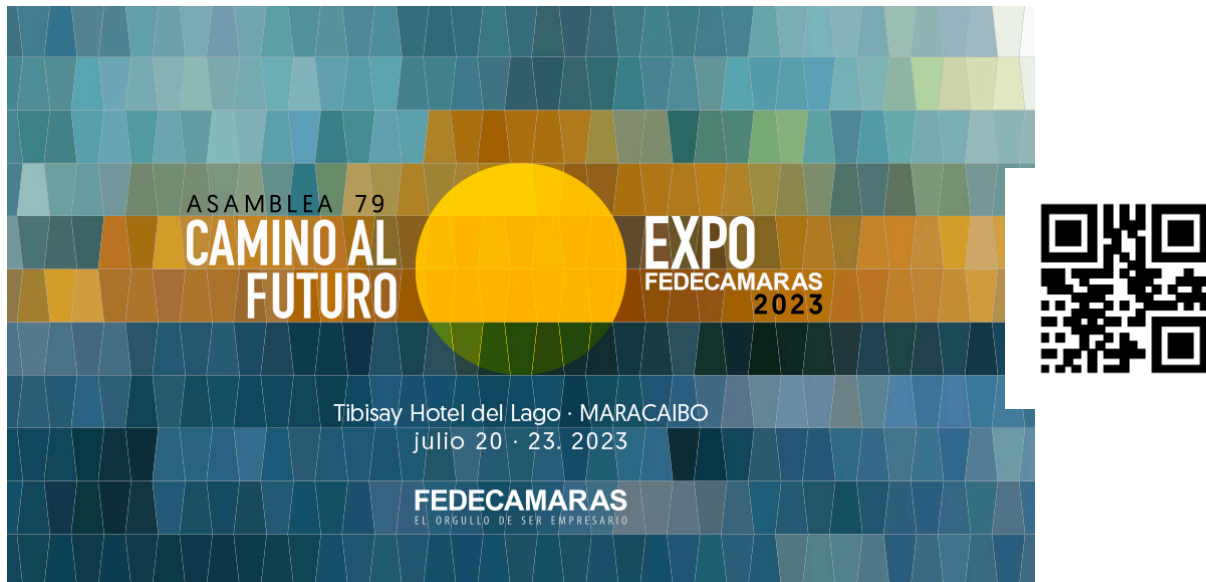 ASAMBLEA 79
CAMINO AL
FUTURO
EXPO
FEDECAMARAS
2023
Tibisay Hotel del Lago · MARACAIBO
julio 20 · 23. 2023
FEDECAMARAS
EL ORGULLO DE SER EMPRESARIO